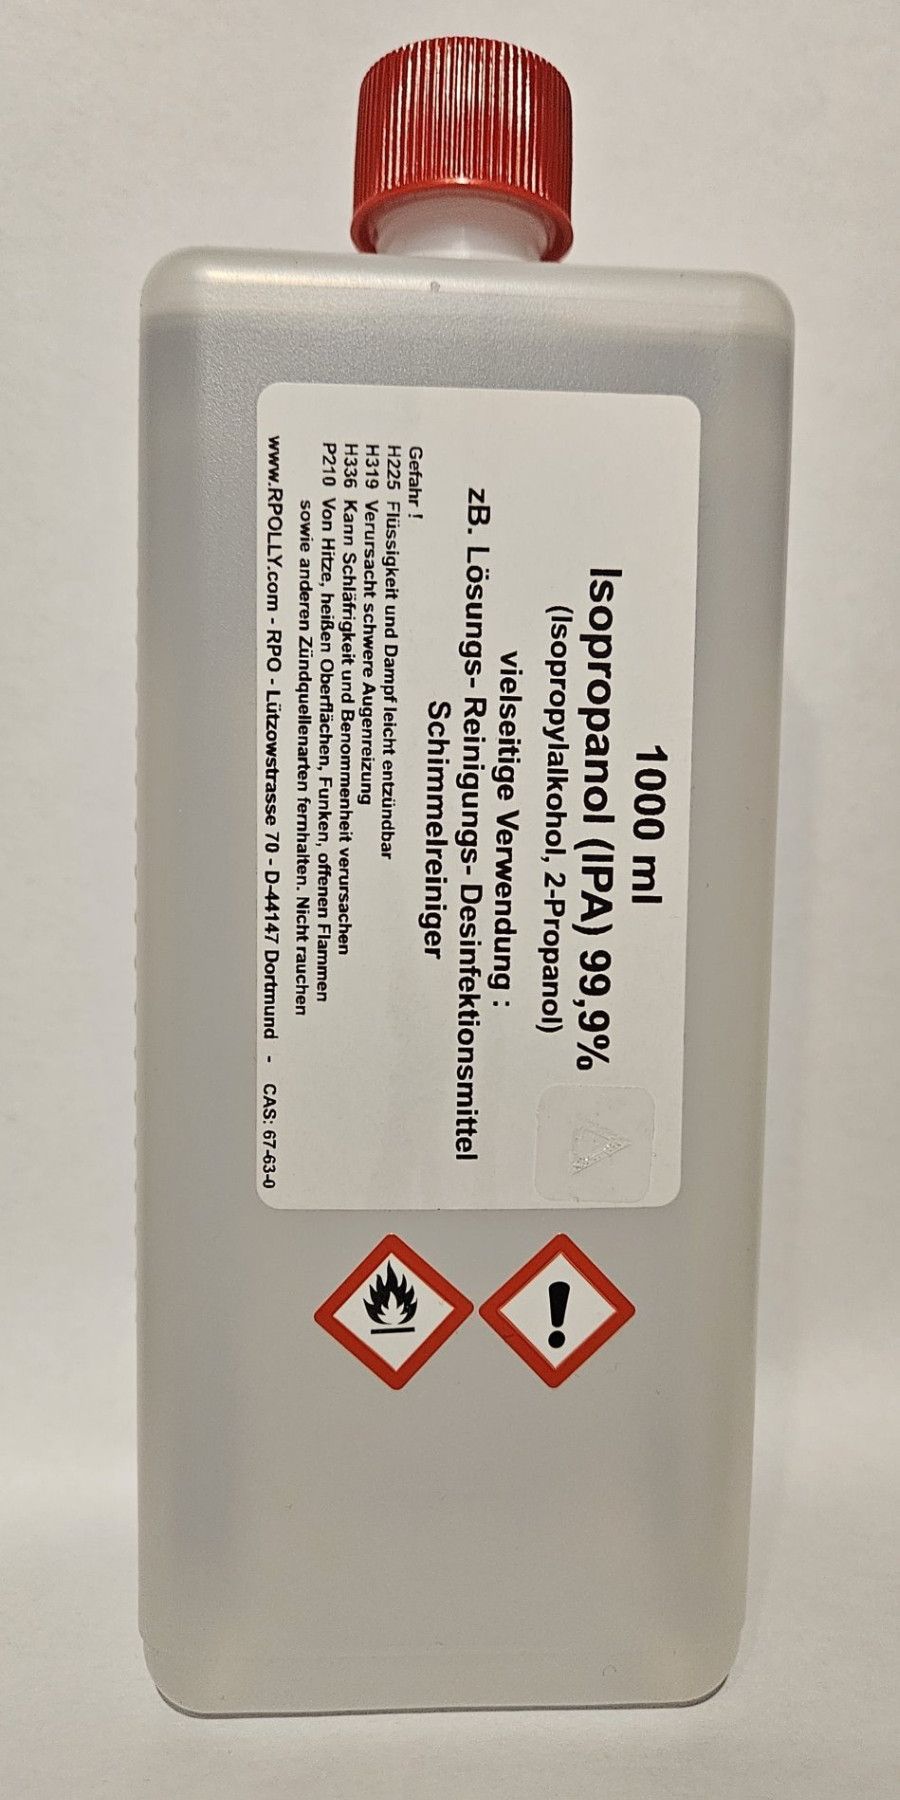 1000 ml
Isopropanol (IPA) 99,9%
(Isopropylalkohol, 2-Propanol)
vielseitige Verwendung :
zB. Lösungs- Reinigungs- Desinfektionsmittel
Schimmelreiniger
Gefahr !
H225 Flüssigkeit und Dampf leicht entzündbar
H319 Verursacht schwere Augenreizung
H336 Kann Schläfrigkeit und Benommenheit verursachen
P210 Von Hitze, heißen Oberflächen, Funken, offenen Flammen
sowie anderen Zündquellenarten fernhalten. Nicht rauchen
www.RPOLLY.com - RPO - Lützowstrasse 70 - D-44147 Dortmund - CAS: 67-63-0